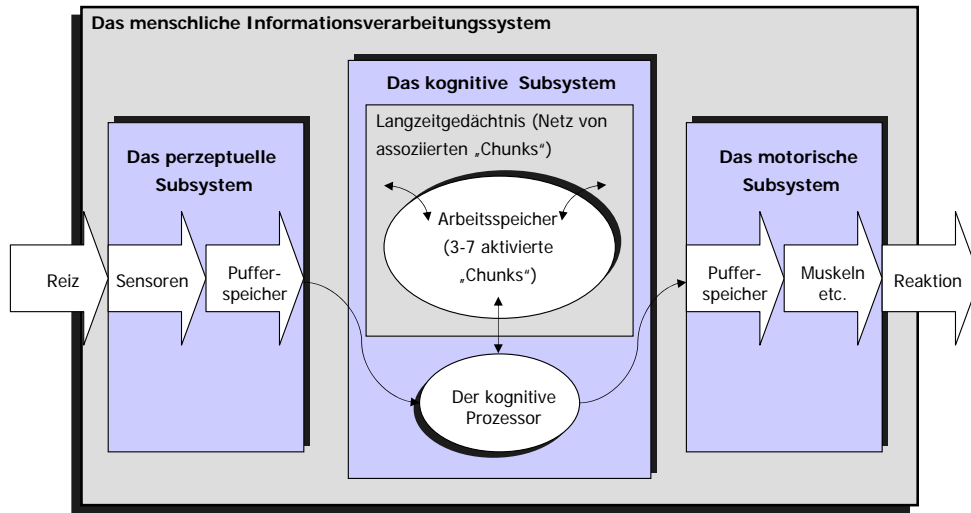 Das menschliche Informationsverarbeitungssystem
Das perzeptuelle
Subsystem
Reiz
Sensoren
Puffer-
speicher
Das kognitive Subsystem
Langzeitgedächtnis (Netz von
assoziierten „Chunks“)
Arbeitsspeicher
(3-7 aktivierte
„Chunks“)
Der kognitive
Prozessor
Das motorische
Subsystem
Puffer-
speicher
Muskeln
etc.
Reaktion